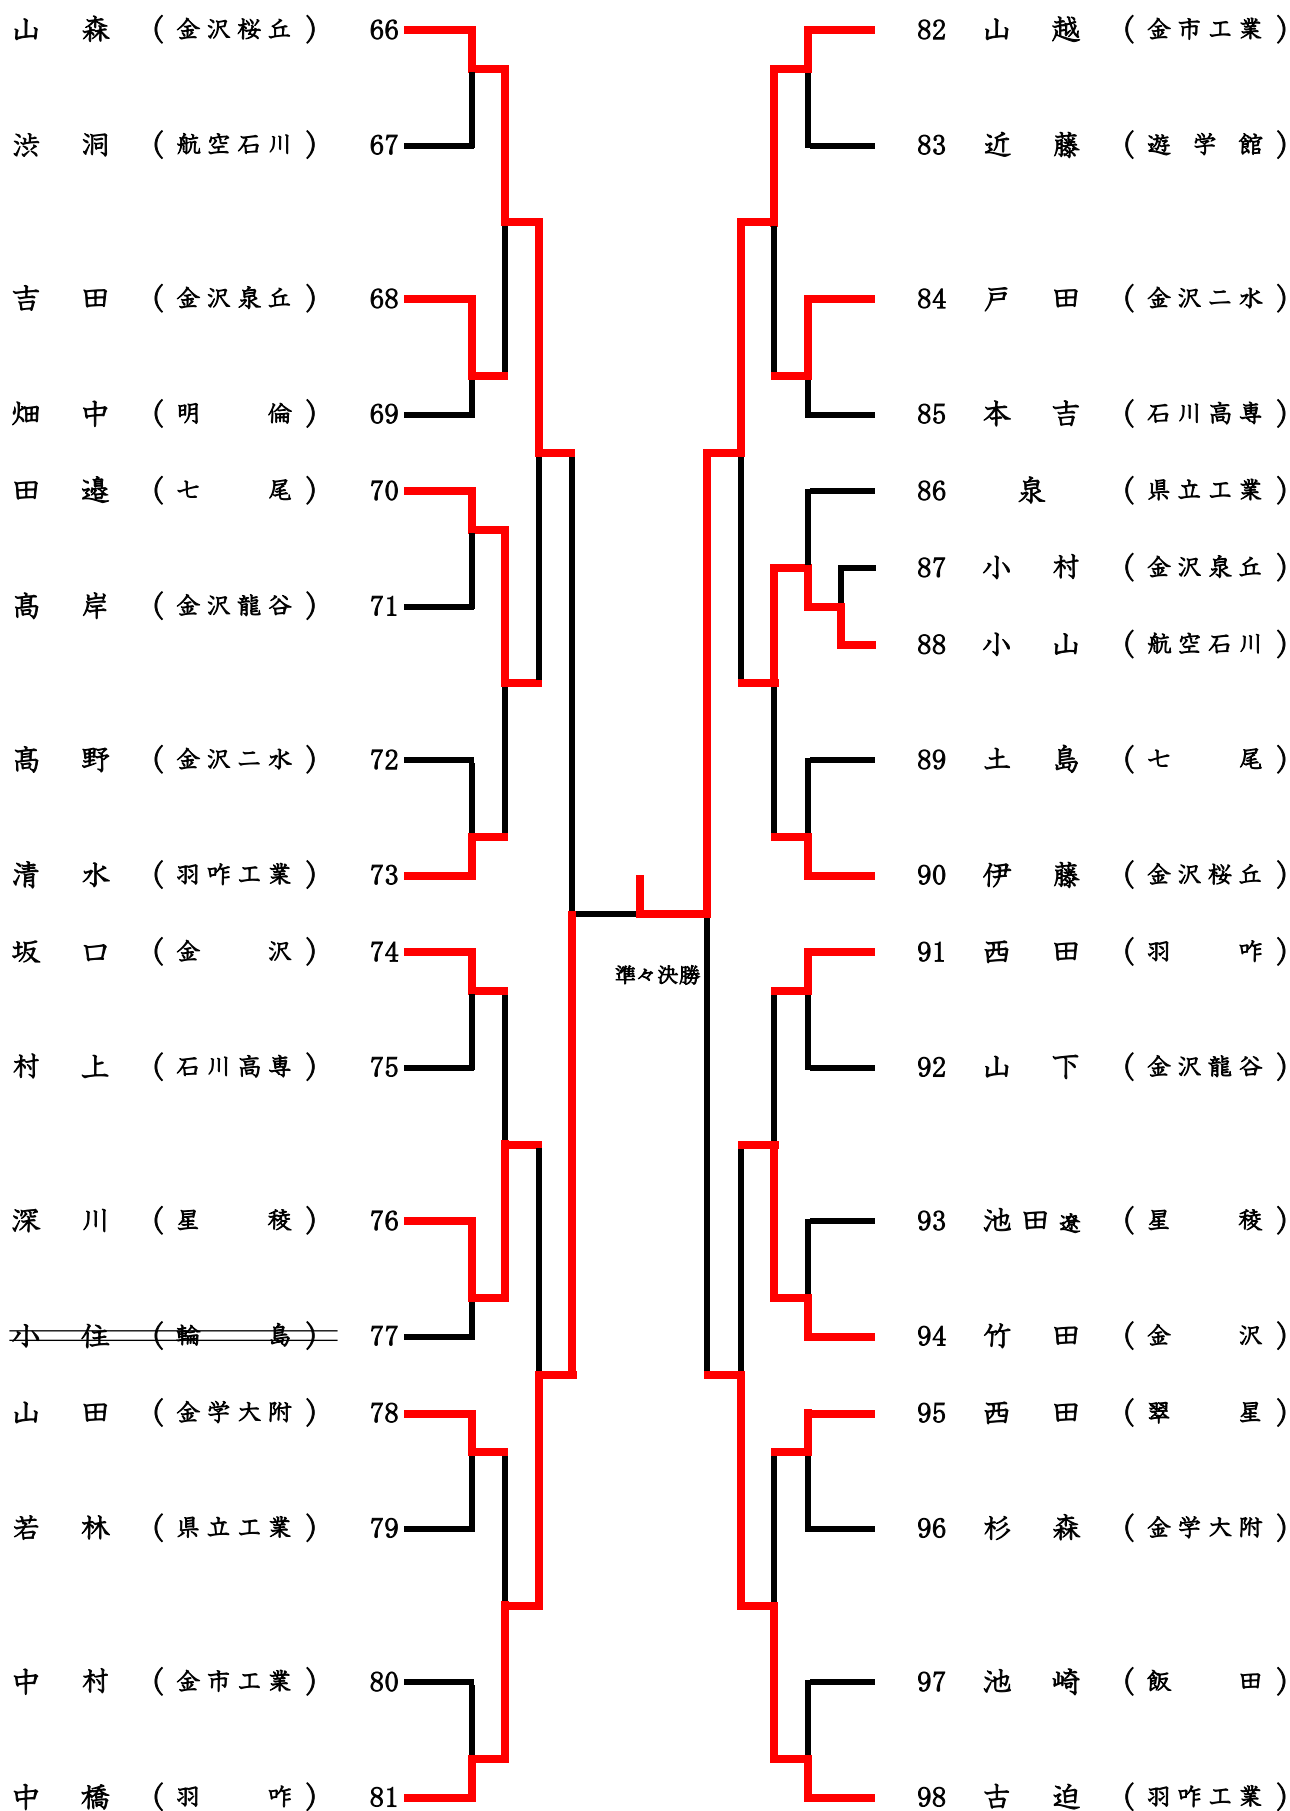 山森（金沢桜丘）66
渋洞（航空石川）67
吉田（金沢泉丘）68
畑中（明倫）69
田邉（七尾）70
髙岸（金沢龍谷）71
髙野（金沢二水）72
清水（羽咋工業）73
坂口（金沢）74
村上（石川高専）75
深川（星稜）76
小住（輪島）77
山田（金学大附）78
若林（県立工業）79
中村（金市工業）80
中橋（羽咋）81
準々決勝
82 山越（金市工業）
83 近藤（遊学館）
84 戸田（金沢二水）
85 本吉（石川高専）
86 泉（県立工業）
87 小村（金沢泉丘）
88 小山（航空石川）
89 土島（七尾）
90 伊藤（金沢桜丘）
91 西田（羽咋）
92 山下（金沢龍谷）
93 池田遼（星稜）
94 竹田（金沢）
95 西田（翠星）
96 杉森（金学大附）
97 池崎（飯田）
98 古迫（羽咋工業）